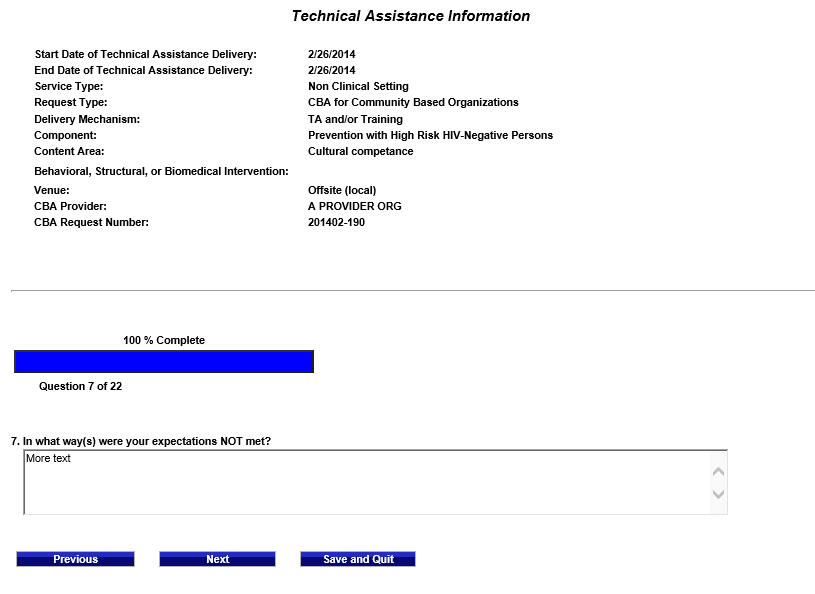 Technical Assistance Information
Start Date of Technical Assistance Delivery: 2/26/2014
End Date of Technical Assistance Delivery: 2/26/2014
Service Type: Non Clinical Setting
Request Type: CBA for Community Based Organizations
Delivery Mechanism: TA and/or Training
Component: Prevention with High Risk HIV-Negative Persons
Content Area: Cultural competance
Behavioral, Structural, or Biomedical Intervention:
Venue: Offsite (local)
CBA Provider: A PROVIDER ORG
CBA Request Number: 201402-190
100 % Complete
Question 7 of 22
7. In what way(s) were your expectations NOT met?
More text
Previous Next Save and Quit